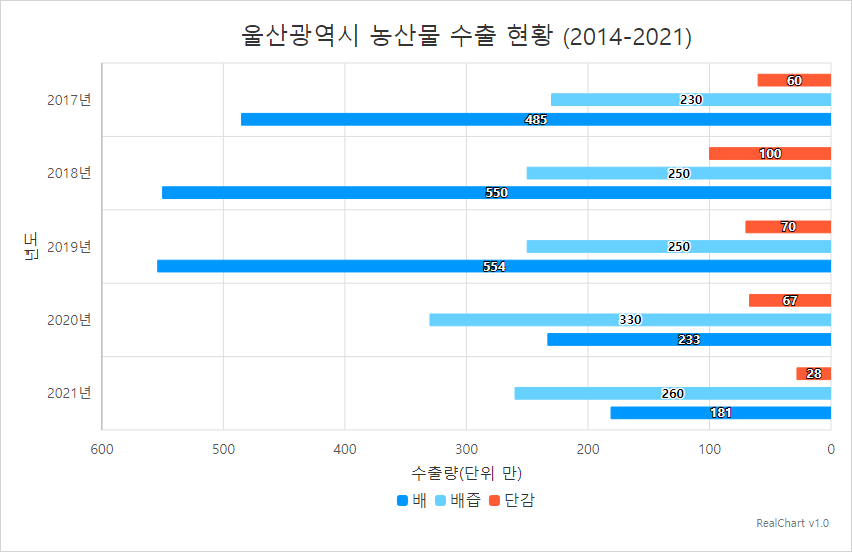 울산광역시 농산물 수출 현황 (2014-2021)
년도
2017년
60
230
485
2018년
100
250
550
2019년
70
250
554
2020년
67
330
233
2021년
28
260
181
600 500 400 300 200 100 0
수출량(단위 만)
배 배즙 단감
RealChart v1.0